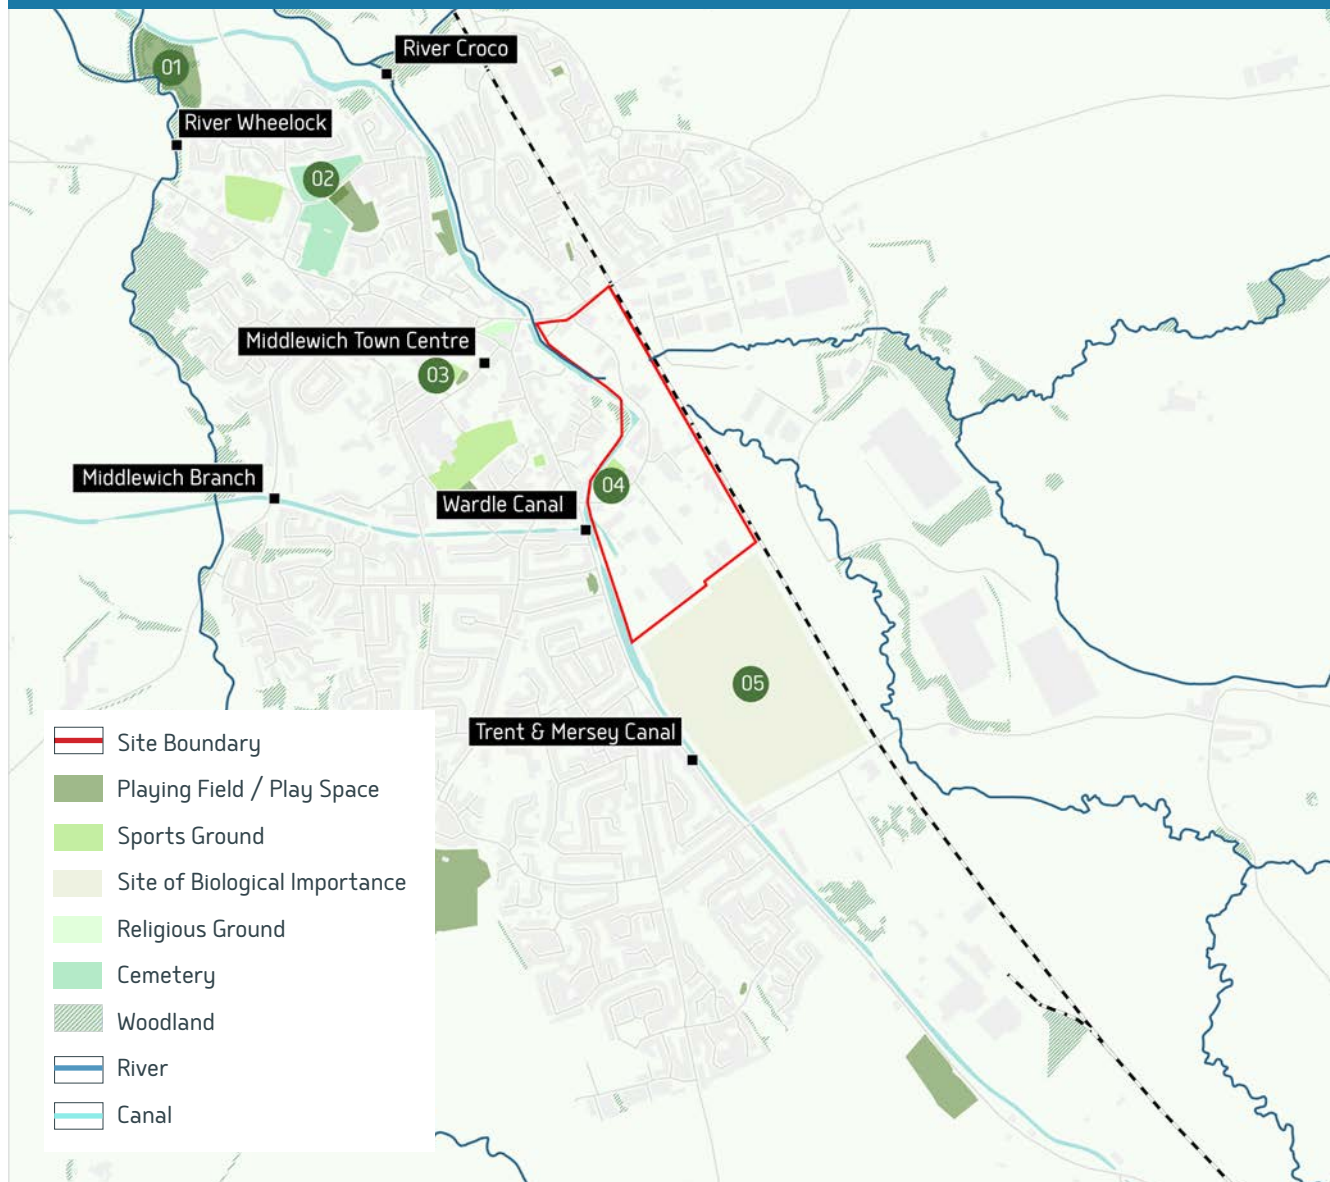 River Croco
01
River Wheelock
02
Middlewich Town Centre
03
Middlewich Branch
04
Wardle Canal
05
Trent & Mersey Canal
Site Boundary
Playing Field / Play Space
Sports Ground
Site of Biological Importance
Religious Ground
Cemetery
Woodland
River
Canal